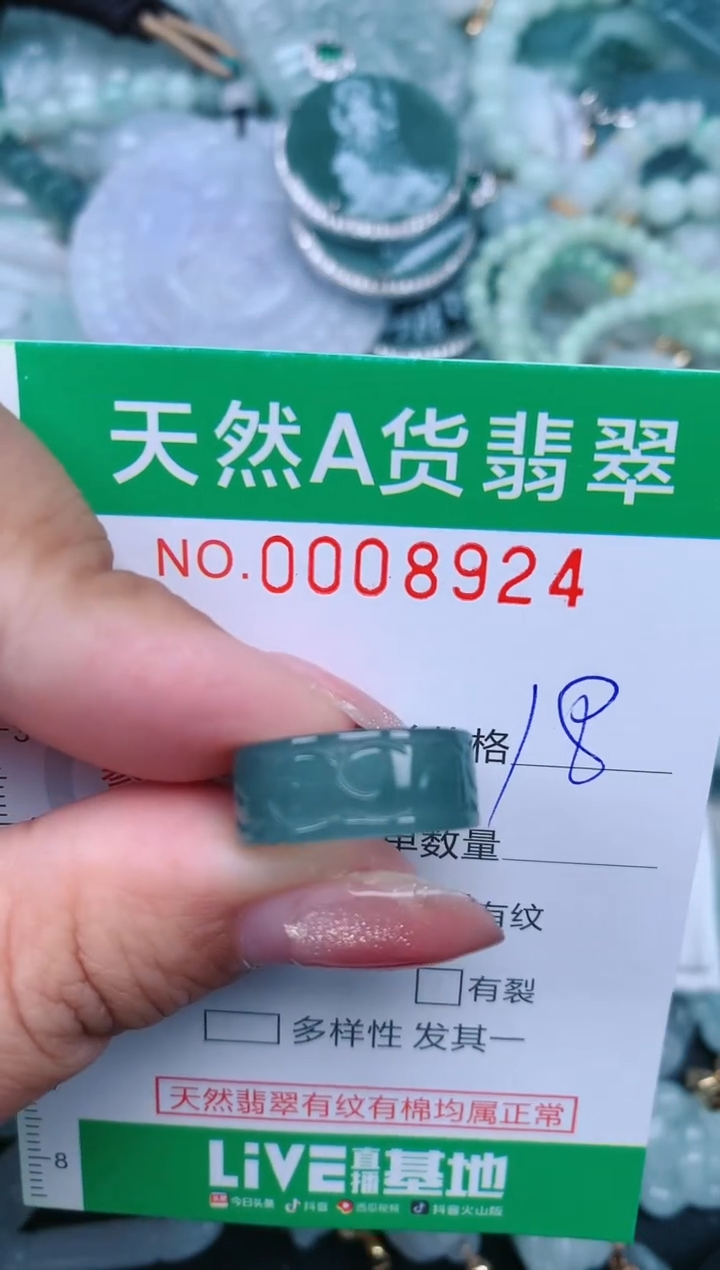 天然A货翡翠
NO.0008924
格 18
单数量
有纹
有裂
多样性 发其一
天然翡翠有纹有棉均属正常
8
LiVE直播基地
今日头条 抖音 西瓜视频 抖音火山版